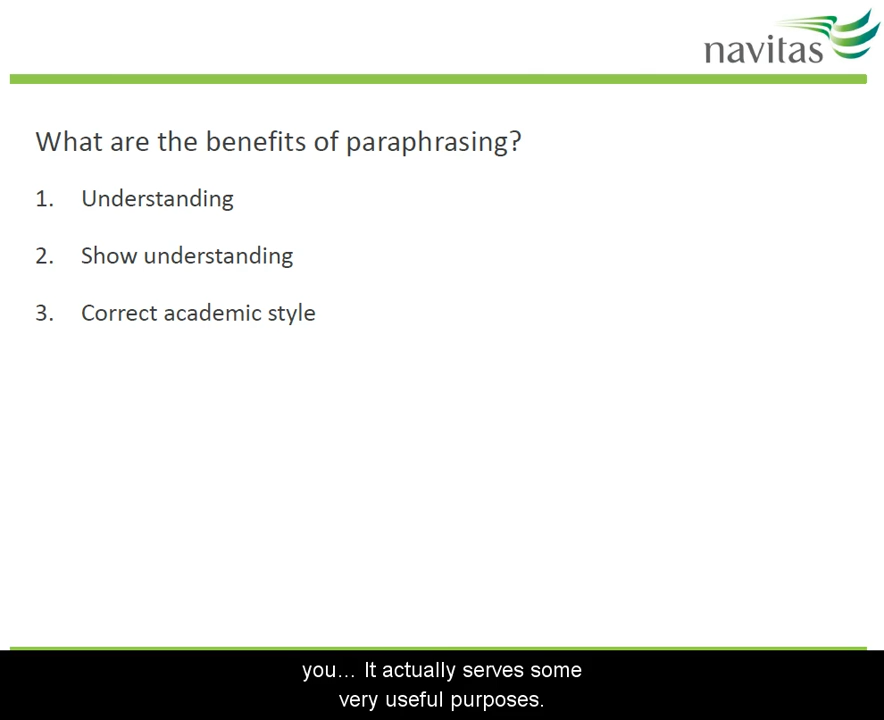 navitas
What are the benefits of paraphrasing?
1. Understanding
2. Show understanding
3. Correct academic style
you... It actually serves some
very useful purposes.